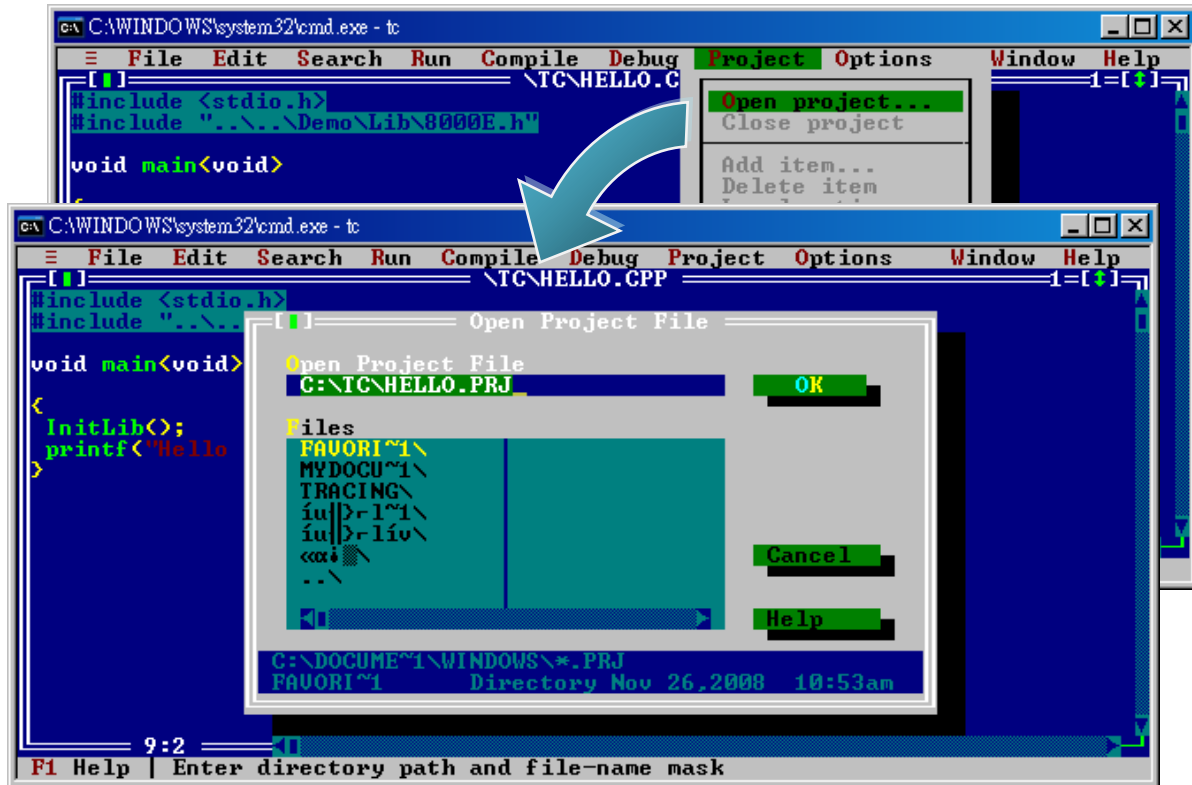 C:\WINDOWS\system32\cmd.exe - tc
≡ File Edit Search Run Compile Debug Project Options Window Help
[■] \TC\HELLO.C 1=[↕]
#include <stdio.h>
#include "..\..\Demo\Lib\8000E.h"
Open project...
Close project
void main(void)
Add item...
Delete item
C:\WINDOWS\system32\cmd.exe - tc
≡ File Edit Search Run Compile Debug Project Options Window Help
[■] \TC\HELLO.CPP 1=[↕]
#include <stdio.h>
#include "..\..
[■] Open Project File
void main(void)
Open Project File
C:\TC\HELLO.PRJ_
OK
{
InitLib();
printf("Hello
}
Files
FAVORI~1\
MYDOCU~1\
TRACING\
..\
Cancel
Help
C:\DOCUME~1\WINDOWS\*.PRJ
FAVORI~1 Directory Nov 26,2008 10:53am
9:2
F1 Help | Enter directory path and file-name mask